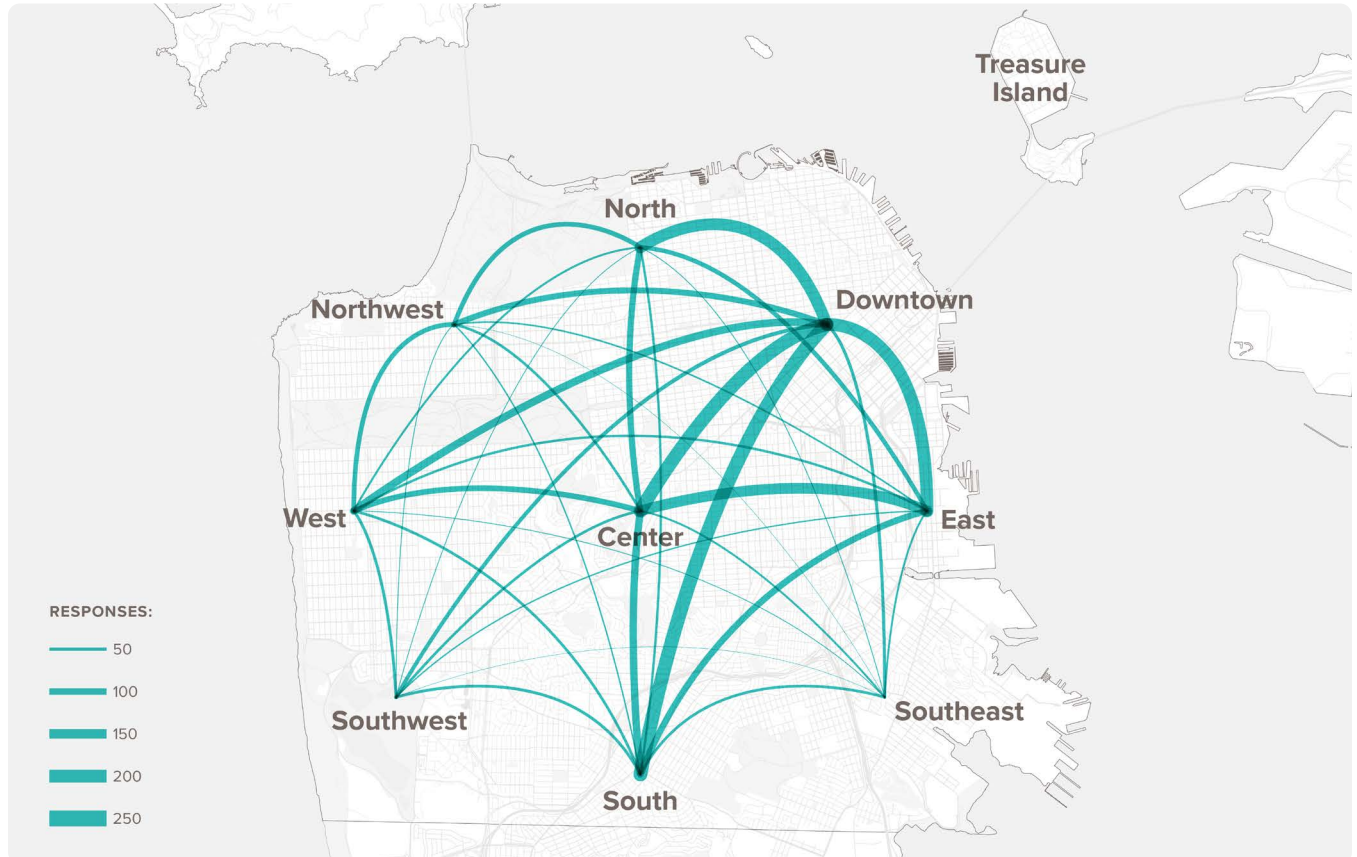 Treasure
Island
North
Northwest
Downtown
West
Center
East
RESPONSES:
50
100
150
200
250
Southwest
Southeast
South